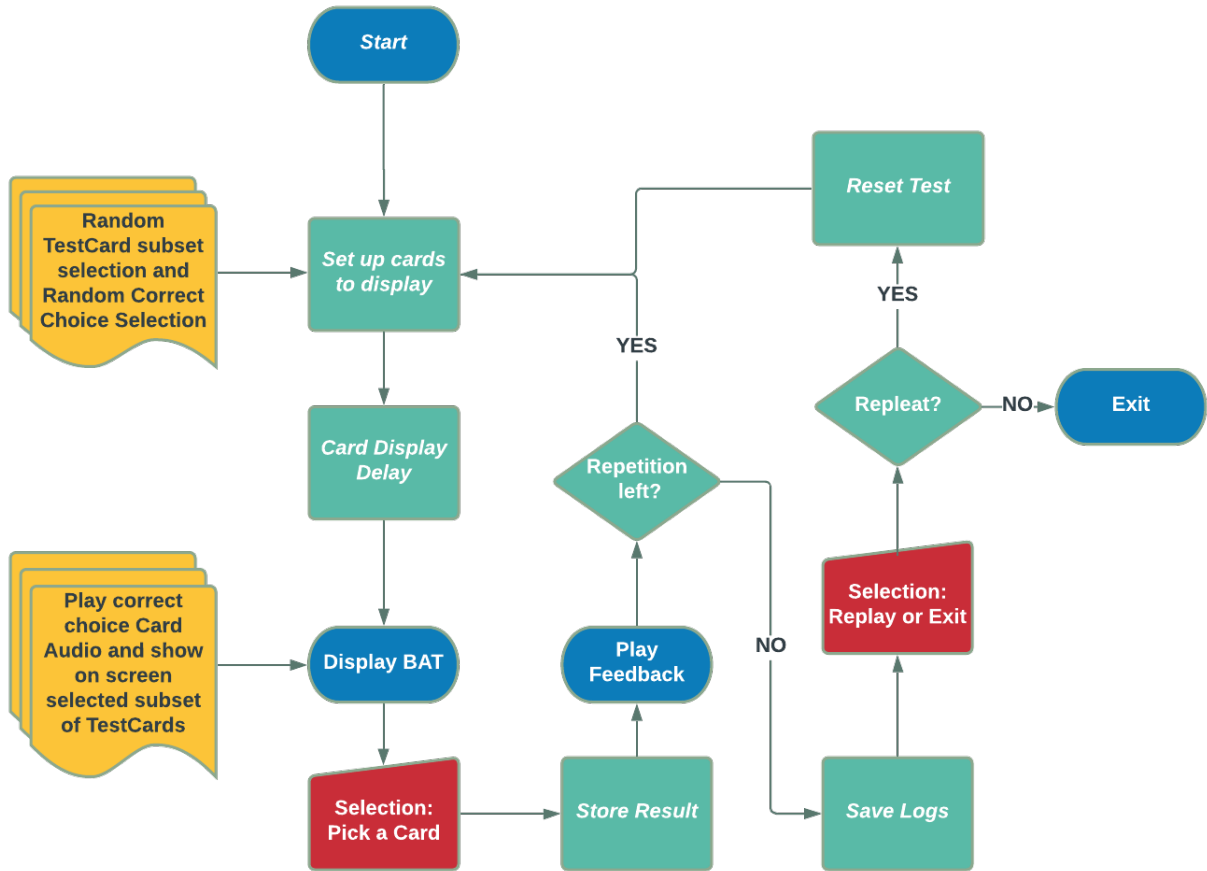 Start
Random
TestCard subset
selection and
Random Correct
Choice Selection
Set up cards
to display
Reset Test
YES
YES
Card Display
Delay
Repetition
left?
Repleat?
NO
Exit
Play correct
choice Card
Audio and show
on screen
selected subset
of TestCards
Display BAT
Play
Feedback
NO
Selection:
Replay or Exit
Selection:
Pick a Card
Store Result
Save Logs